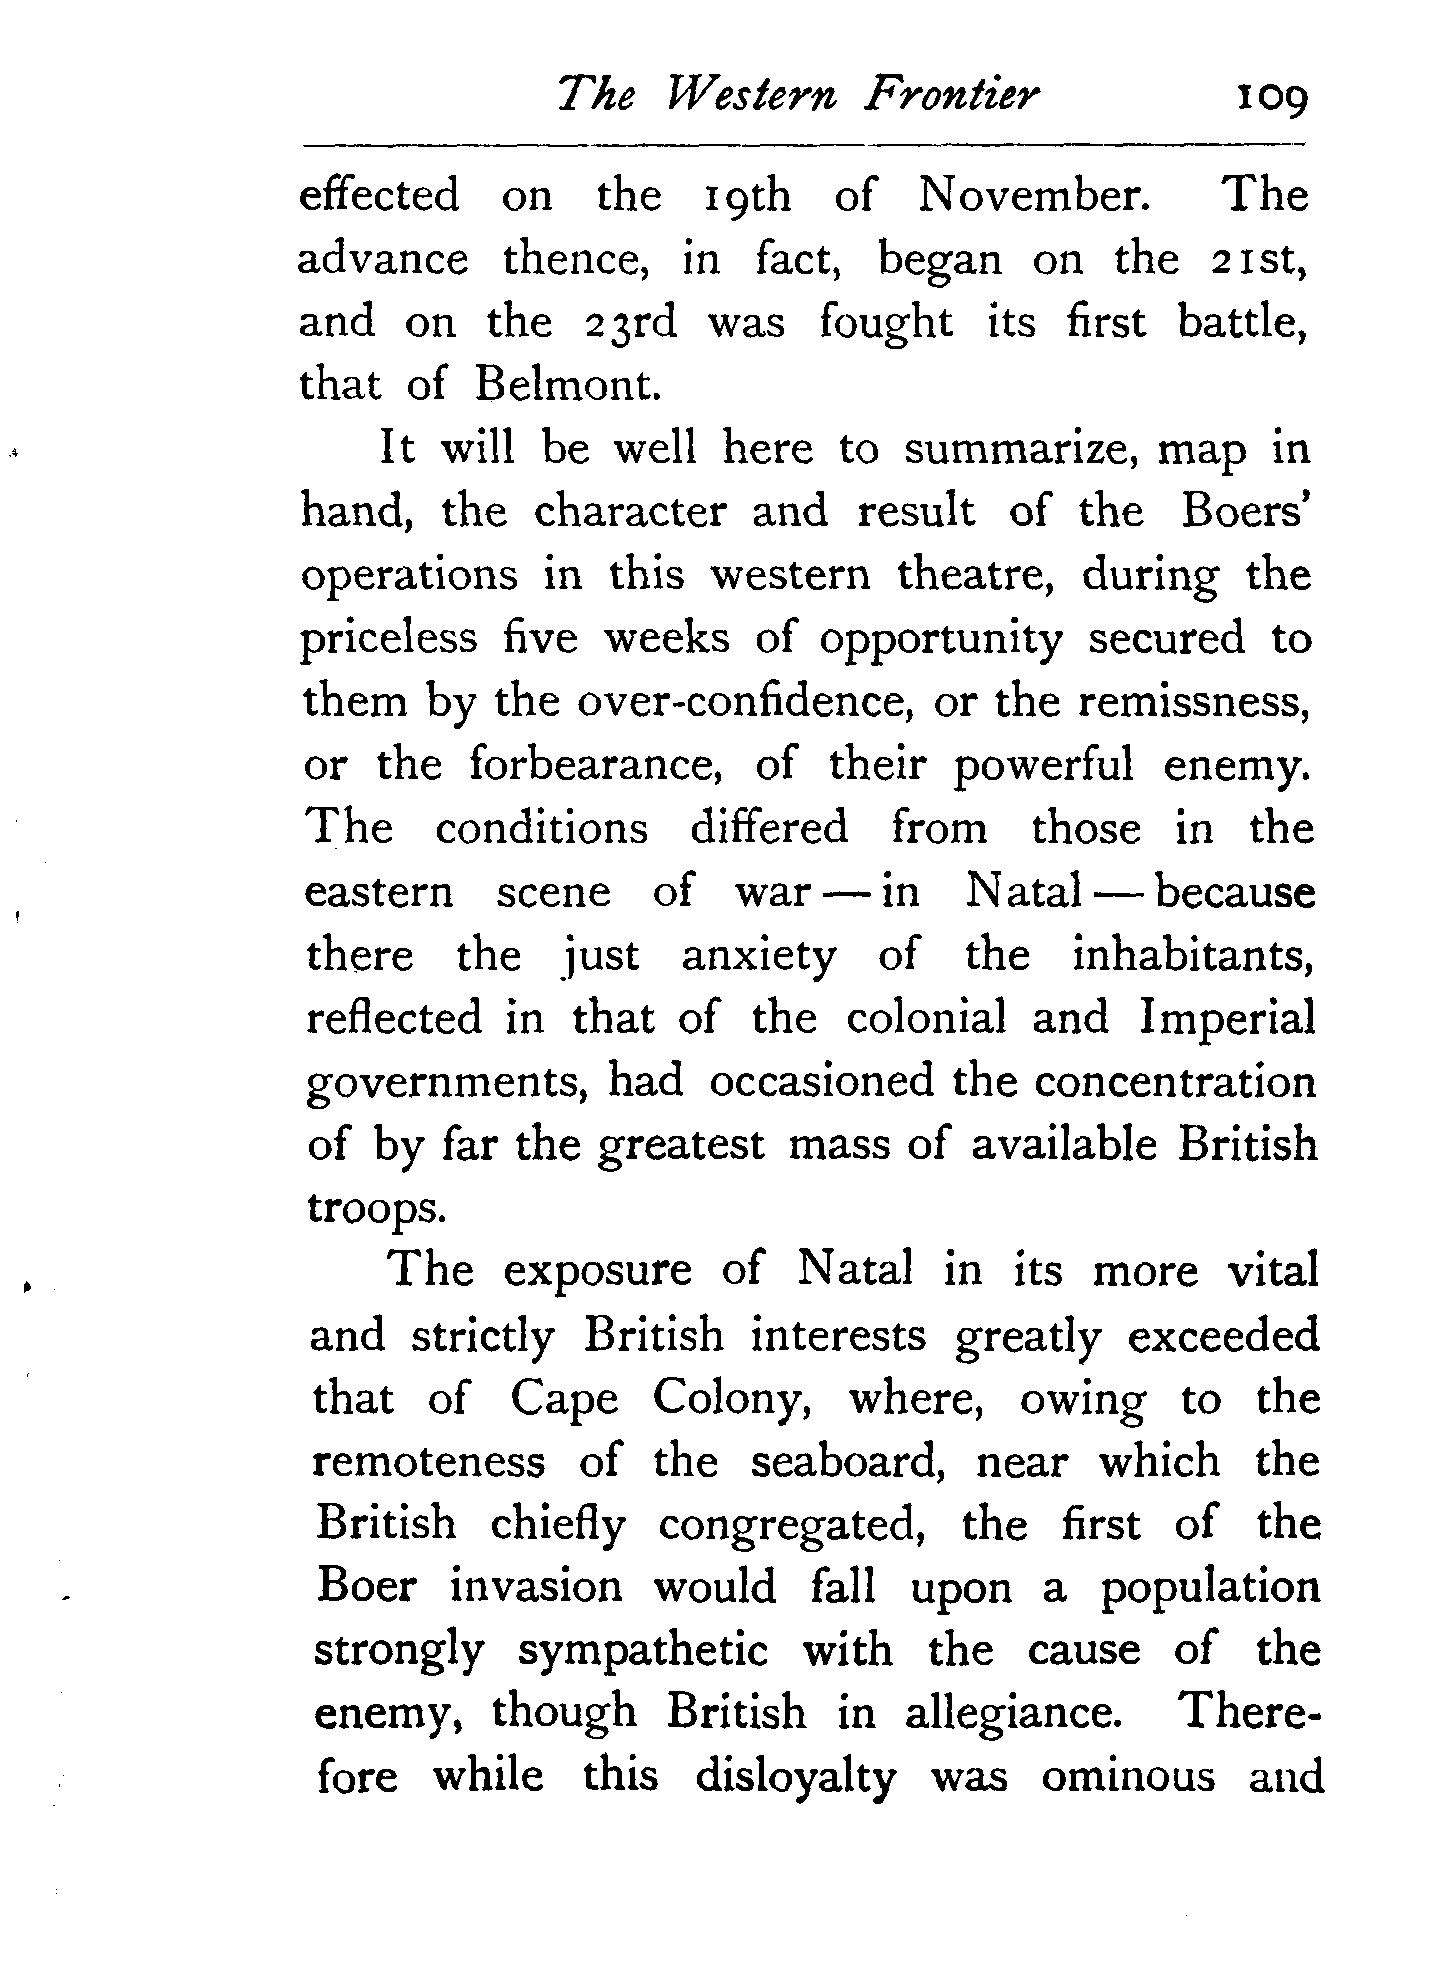 The Western Frontier 109
effected on the 19th of November. The
advance thence, in fact, began on the 21st,
and on the 23rd was fought its first battle,
that of Belmont.
It will be well here to summarize, map in
hand, the character and result of the Boers'
operations in this western theatre, during the
priceless five weeks of opportunity secured to
them by the over-confidence, or the remissness,
or the forbearance, of their powerful enemy.
The conditions differed from those in the
eastern scene of war — in Natal — because
there the just anxiety of the inhabitants,
reflected in that of the colonial and Imperial
governments, had occasioned the concentration
of by far the greatest mass of available British
troops.
The exposure of Natal in its more vital
and strictly British interests greatly exceeded
that of Cape Colony, where, owing to the
remoteness of the seaboard, near which the
British chiefly congregated, the first of the
Boer invasion would fall upon a population
strongly sympathetic with the cause of the
enemy, though British in allegiance. There-
fore while this disloyalty was ominous and